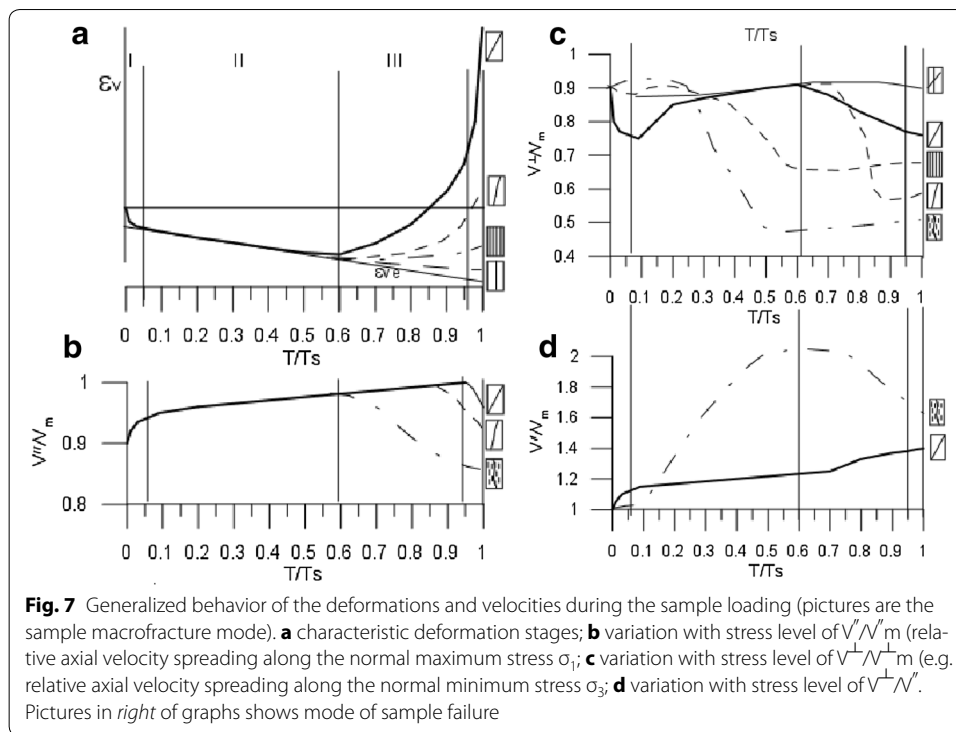 a
I II III
εv
εve
0 0.1 0.2 0.3 0.4 0.5 0.6 0.7 0.8 0.9 1
T/Ts
b
V″/Vm
1
0.9
0.8
0 0.1 0.2 0.3 0.4 0.5 0.6 0.7 0.8 0.9 1
T/Ts
c
T/Ts
V⊥/Vm
1
0.9
0.8
0.7
0.6
0.5
0.4
0 0.1 0.2 0.3 0.4 0.5 0.6 0.7 0.8 0.9 1
T/Ts
d
V″/Vm
2
1.8
1.6
1.4
1.2
1
0 0.1 0.2 0.3 0.4 0.5 0.6 0.7 0.8 0.9 1
T/Ts
Fig. 7 Generalized behavior of the deformations and velocities during the sample loading (pictures are the
sample macrofracture mode). a characteristic deformation stages; b variation with stress level of V″/V″m (rela-
tive axial velocity spreading along the normal maximum stress σ1; c variation with stress level of V⊥/V⊥m (e.g.
relative axial velocity spreading along the normal minimum stress σ3; d variation with stress level of V⊥/V″.
Pictures in right of graphs shows mode of sample failure